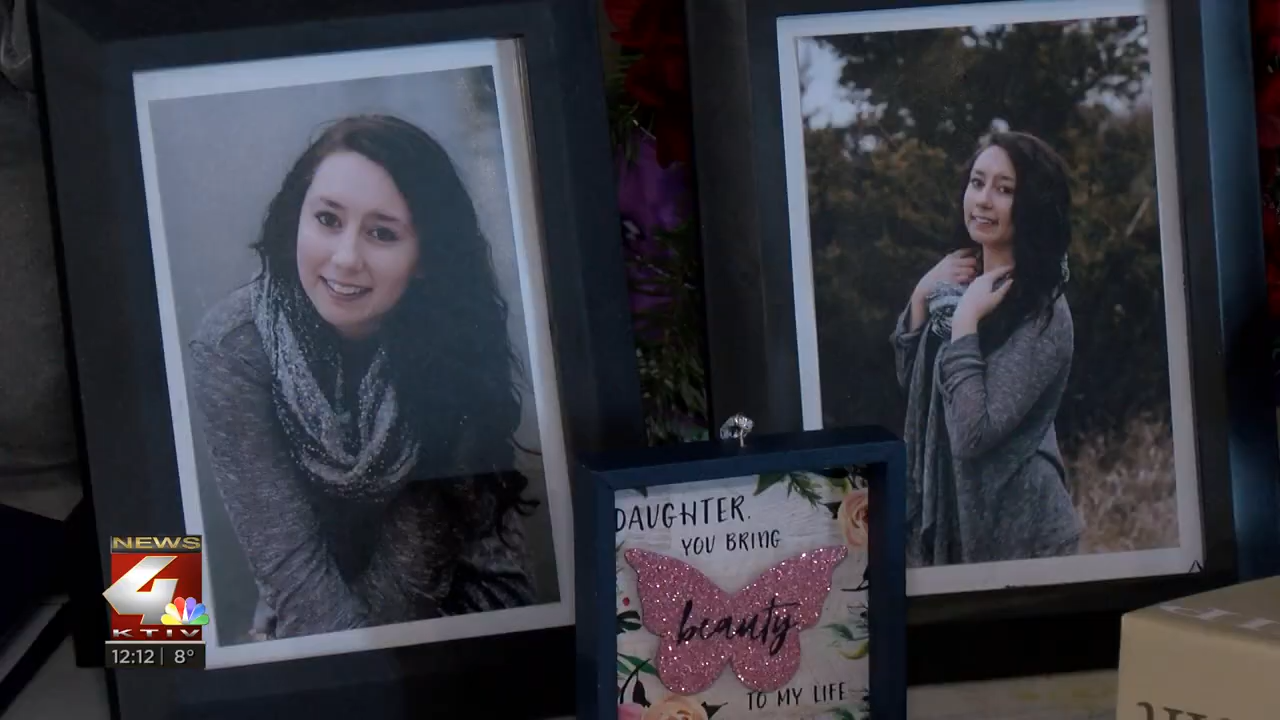 DAUGHTER,
YOU BRING
beauty
TO MY LIFE
NEWS
4
KTIV
12:12 | 8°